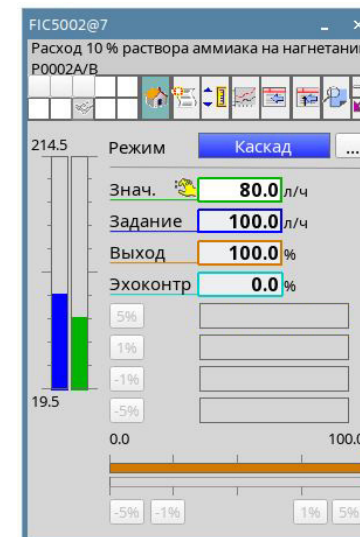 FIC5002@7
Расход 10 % раствора аммиака на нагнетани
P0002A/B
214.5
Режим Каскад ...
Знач. 80.0 л/ч
Задание 100.0 л/ч
Выход 100.0 %
Эхоконтр 0.0 %
5%
1%
-1%
-5%
19.5
0.0 100.0
-5% -1% 1% 5%